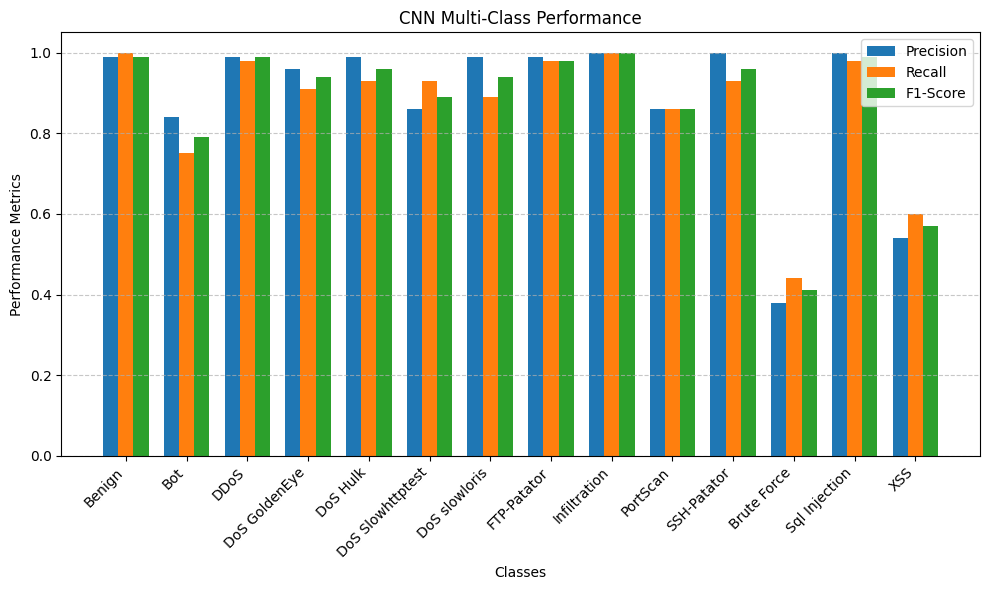 CNN Multi-Class Performance
Precision
Recall
F1-Score
Performance Metrics
1.0
0.8
0.6
0.4
0.2
0.0
Benign
Bot
DDoS
DoS GoldenEye
DoS Hulk
DoS Slowhttptest
DoS slowloris
FTP-Patator
Infiltration
PortScan
SSH-Patator
Brute Force
Sql Injection
XSS
Classes